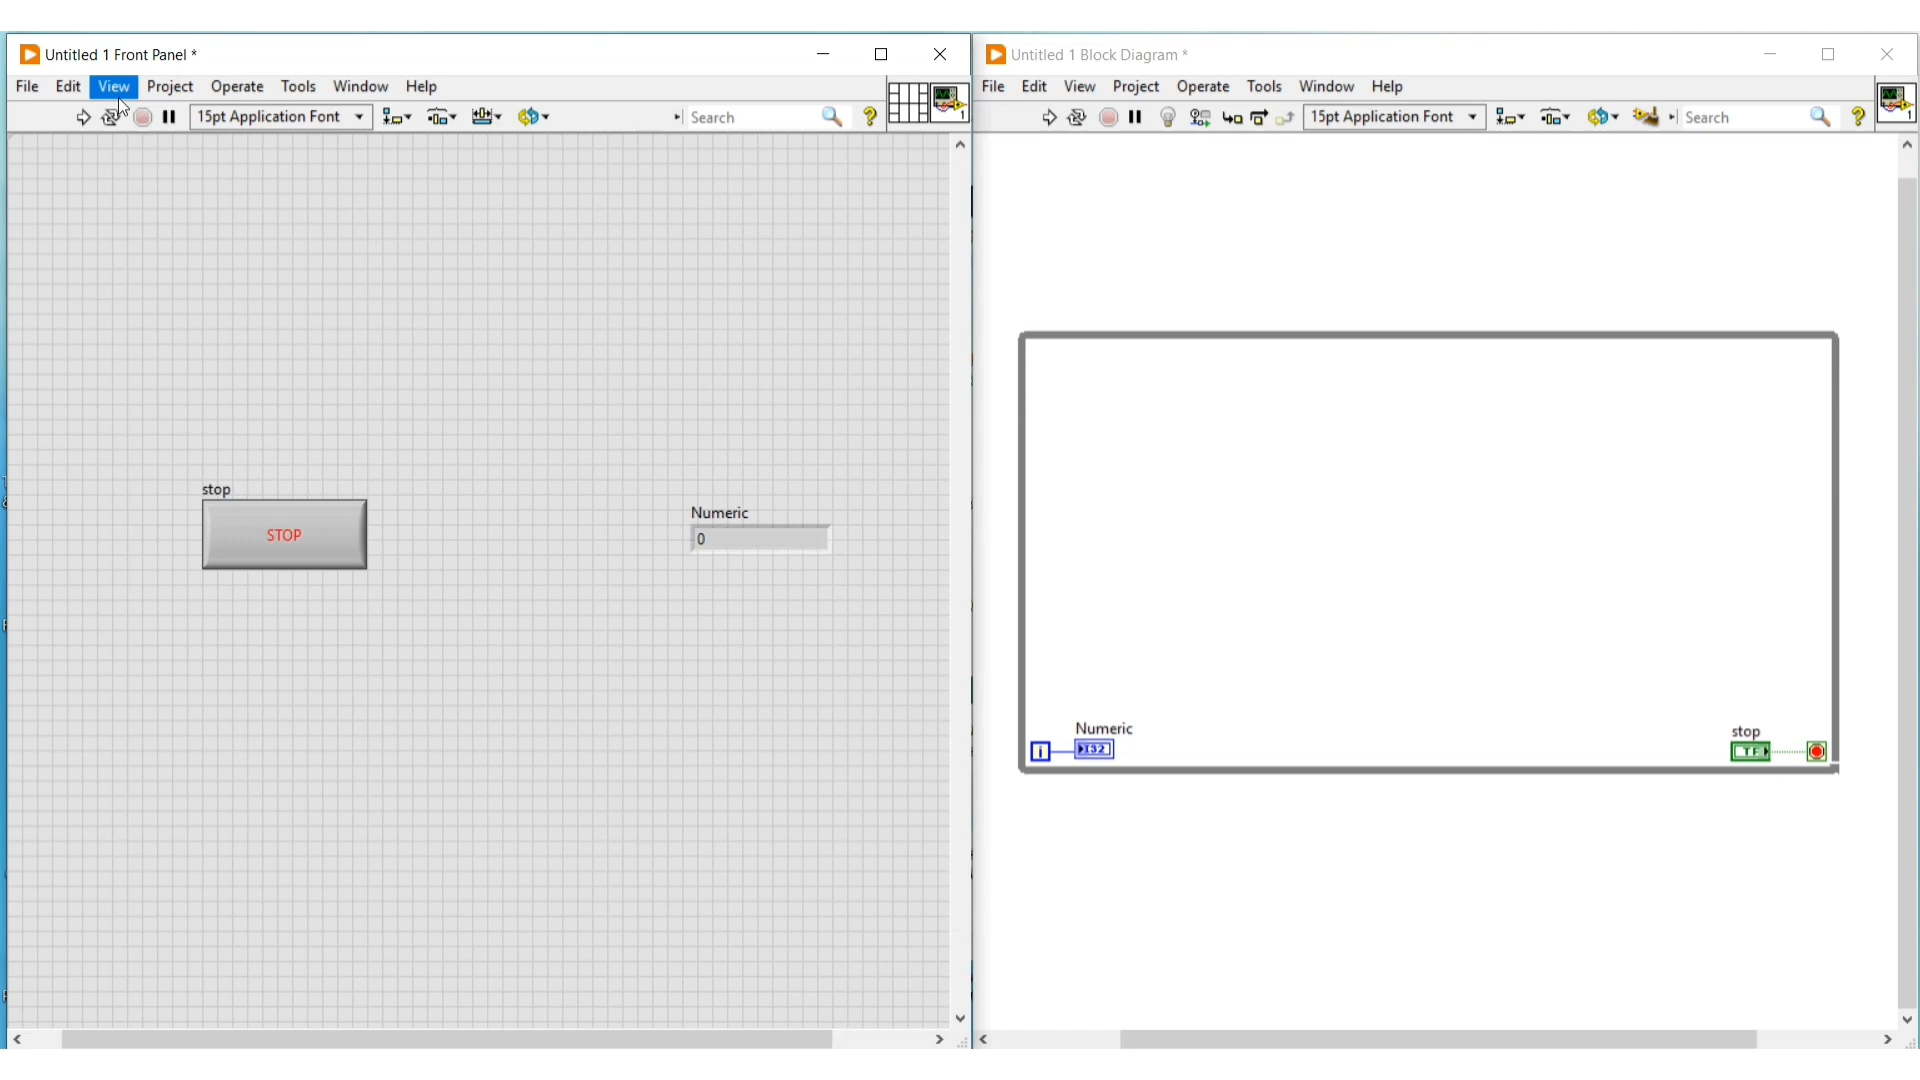 Untitled 1 Front Panel *
File Edit View Project Operate Tools Window Help
15pt Application Font
Search
1
stop
STOP
Numeric
0
Untitled 1 Block Diagram *
File Edit View Project Operate Tools Window Help
15pt Application Font
Search
1
Numeric
i
I32
stop
TF